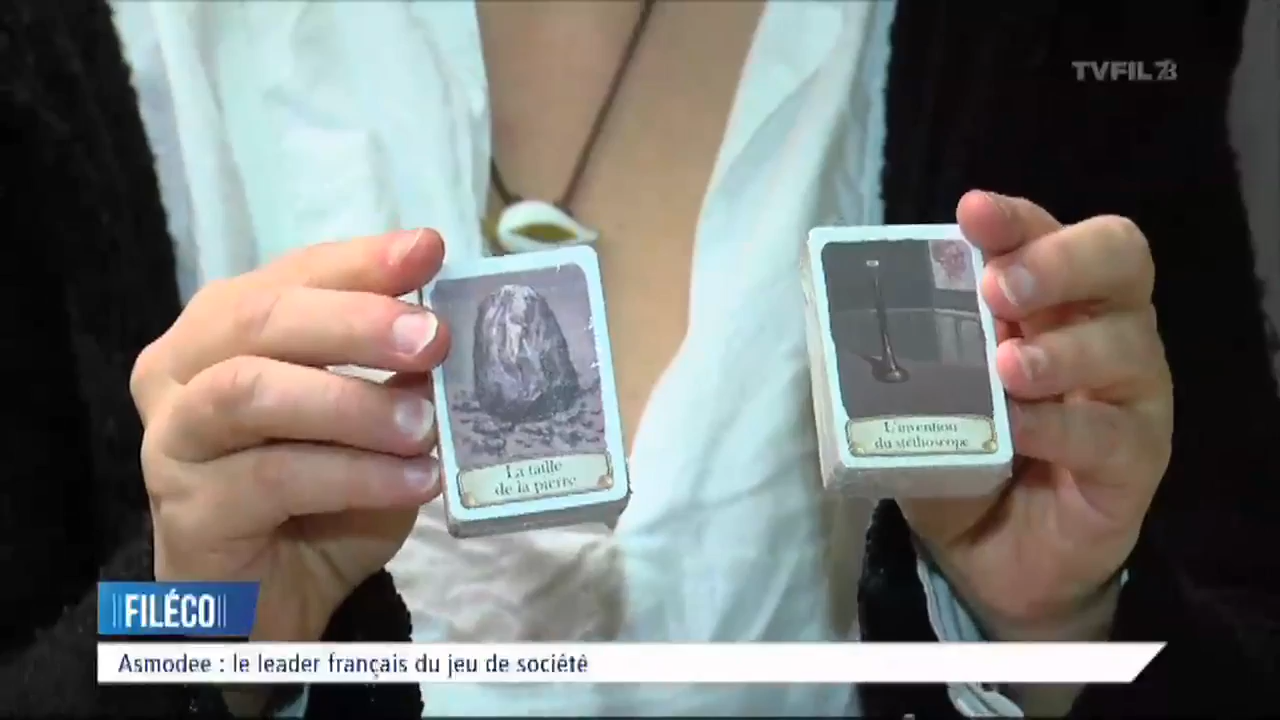 TVFIL78
La taille
de la pierre
L'invention
du stéthoscope
FILÉCO
Asmodee : le leader français du jeu de société